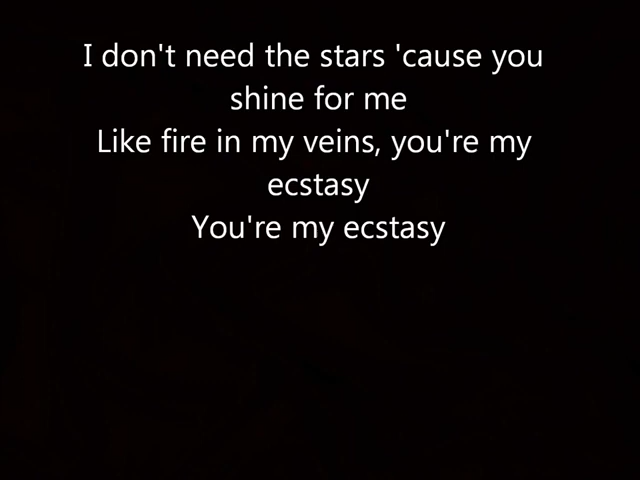 I don't need the stars 'cause you
shine for me
Like fire in my veins, you're my
ecstasy
You're my ecstasy